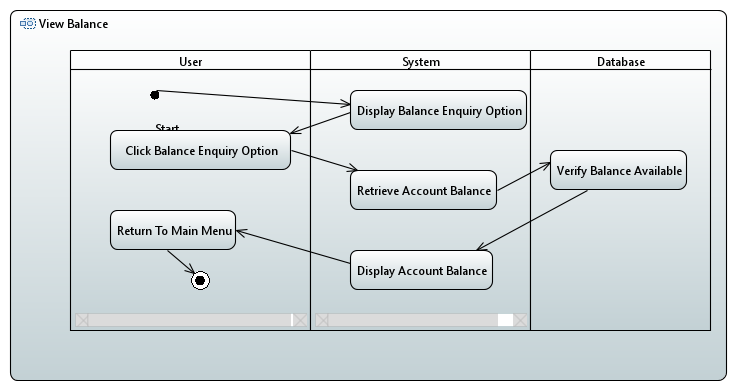 View Balance
User
System
Database
Display Balance Enquiry Option
Start
Click Balance Enquiry Option
Retrieve Account Balance
Verify Balance Available
Return To Main Menu
Display Account Balance